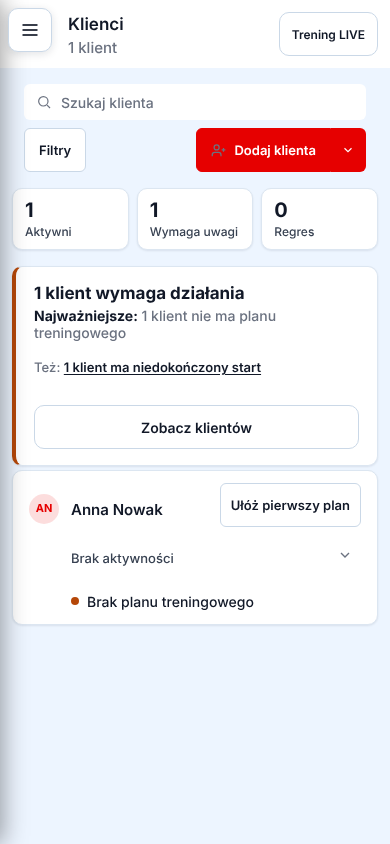 Klienci
1 klient
Trening LIVE
Szukaj klienta
Filtry
Dodaj klienta
1
Aktywni
1
Wymaga uwagi
0
Regres
1 klient wymaga działania
Najważniejsze: 1 klient nie ma planu
treningowego
Też: 1 klient ma niedokończony start
Zobacz klientów
AN
Anna Nowak
Ułóż pierwszy plan
Brak aktywności
Brak planu treningowego